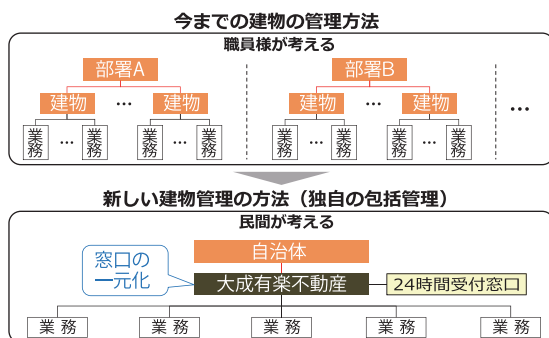 今までの建物の管理方法
職員様が考える
部署A
部署B
建物 … 建物
建物 … 建物
…
業務 … 業務
業務 … 業務
業務 … 業務
業務 … 業務
新しい建物管理の方法（独自の包括管理）
民間が考える
自治体
窓口の
一元化
大成有楽不動産
24時間受付窓口
業 務
業 務
業 務
業 務
業 務